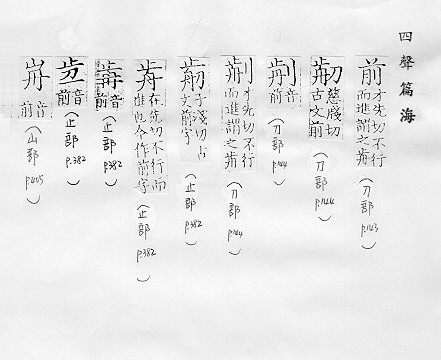 四聲篇海
前 才先切不行而進謂之歬 (刀部 p.143)
慈戔切古文前 (刀部 p.144)
音前 (刀部 p.144)
才先切不行而進謂之歬 (刀部 p.144)
子淺切古文前字 (止部 p.382)
歬 在先切不行而進也今作前字 (止部 p.382)
音前 (止部 p.382)
音前 (止部 p.382)
音前 (山部 p.405)